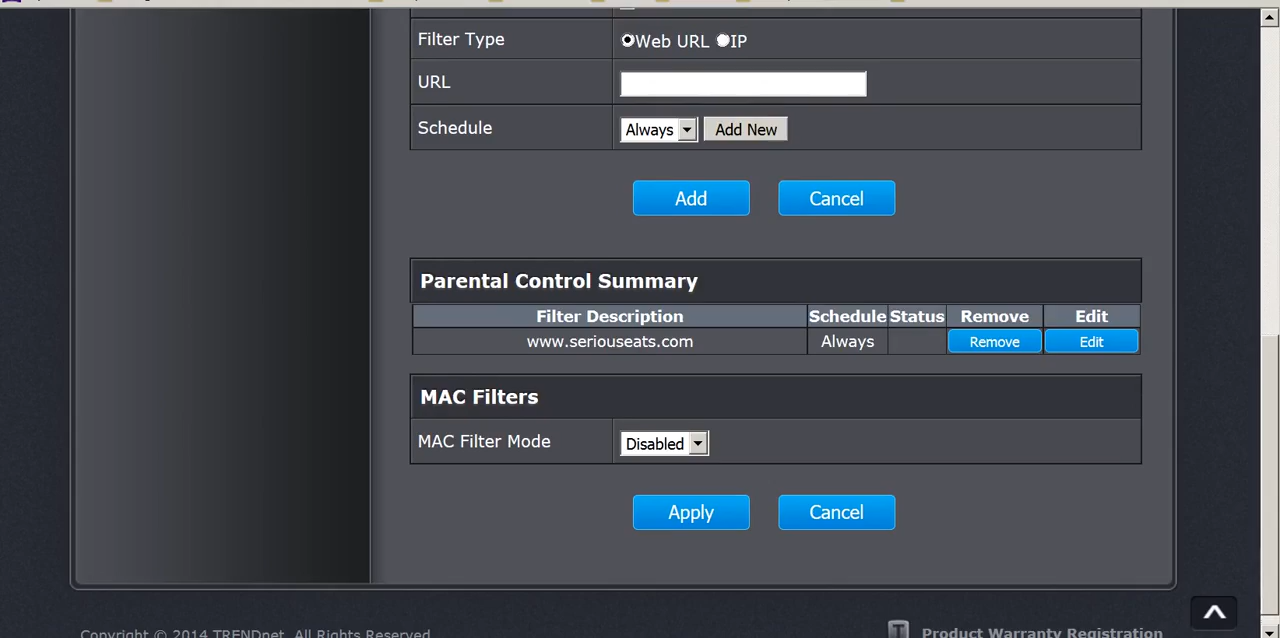 Filter Type Web URL IP
URL
Schedule Always Add New
Add Cancel
Parental Control Summary
Filter Description Schedule Status Remove Edit
www.seriouseats.com Always Remove Edit
MAC Filters
MAC Filter Mode Disabled
Apply Cancel
Copyright © 2014 TRENDnet. All Rights Reserved
Product Warranty Registration